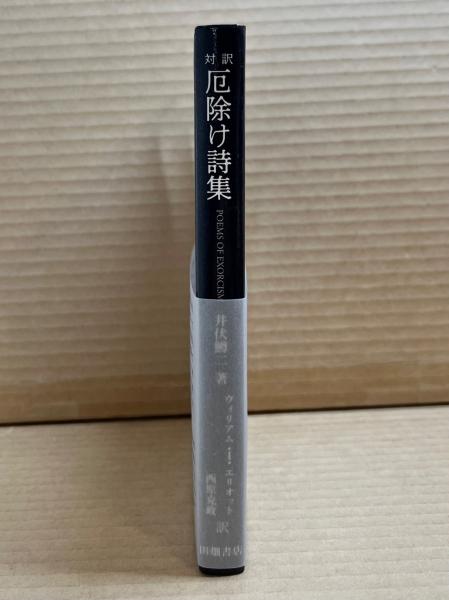 対訳
厄除け詩集
POEMS OF EXORCISM
井伏鱒二 著
ウィリアム・I・エリオット
西原克政
訳
田畑書店